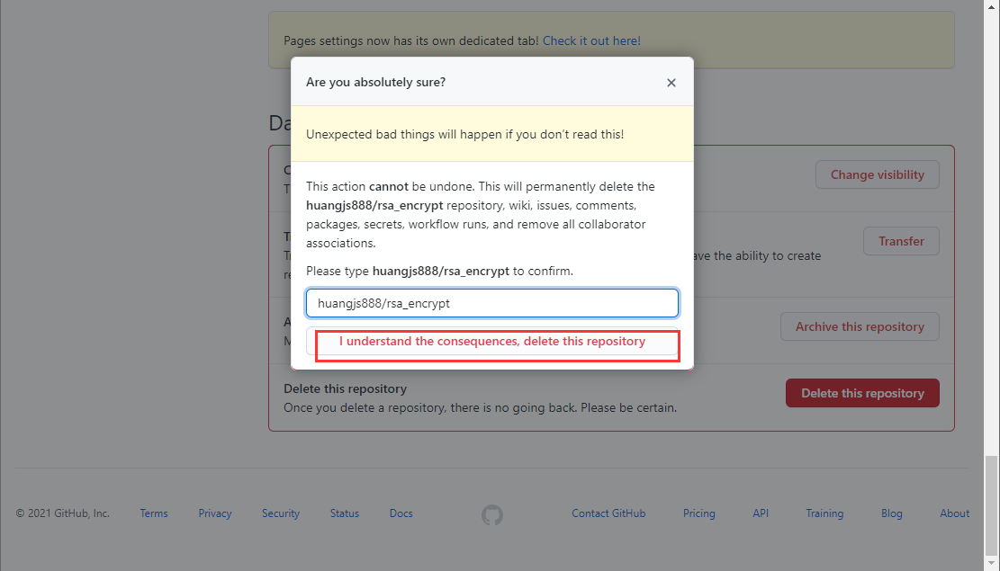 Pages settings now has its own dedicated tab! Check it out here!
Are you absolutely sure?
Unexpected bad things will happen if you don’t read this!
Da
C
T
Change visibility
This action cannot be undone. This will permanently delete the
huangjs888/rsa_encrypt repository, wiki, issues, comments,
packages, secrets, workflow runs, and remove all collaborator
associations.
Transfer
ave the ability to create
Please type huangjs888/rsa_encrypt to confirm.
huangjs888/rsa_encrypt
A
M
Archive this repository
I understand the consequences, delete this repository
Delete this repository
Once you delete a repository, there is no going back. Please be certain.
Delete this repository
© 2021 GitHub, Inc. Terms Privacy Security Status Docs Contact GitHub Pricing API Training Blog About